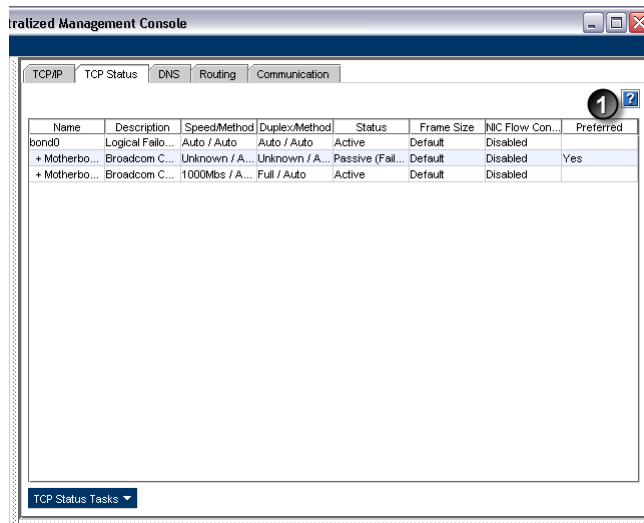 tralized Management Console
TCP/IP TCP Status DNS Routing Communication
1 ?
Name Description Speed/Method Duplex/Method Status Frame Size NIC Flow Con... Preferred
bond0 Logical Failo... Auto / Auto Auto / Auto Active Default Disabled
+ Motherbo... Broadcom C... Unknown / A... Unknown / A... Passive (Fail... Default Disabled Yes
+ Motherbo... Broadcom C... 1000Mbs / A... Full / Auto Active Default Disabled
TCP Status Tasks